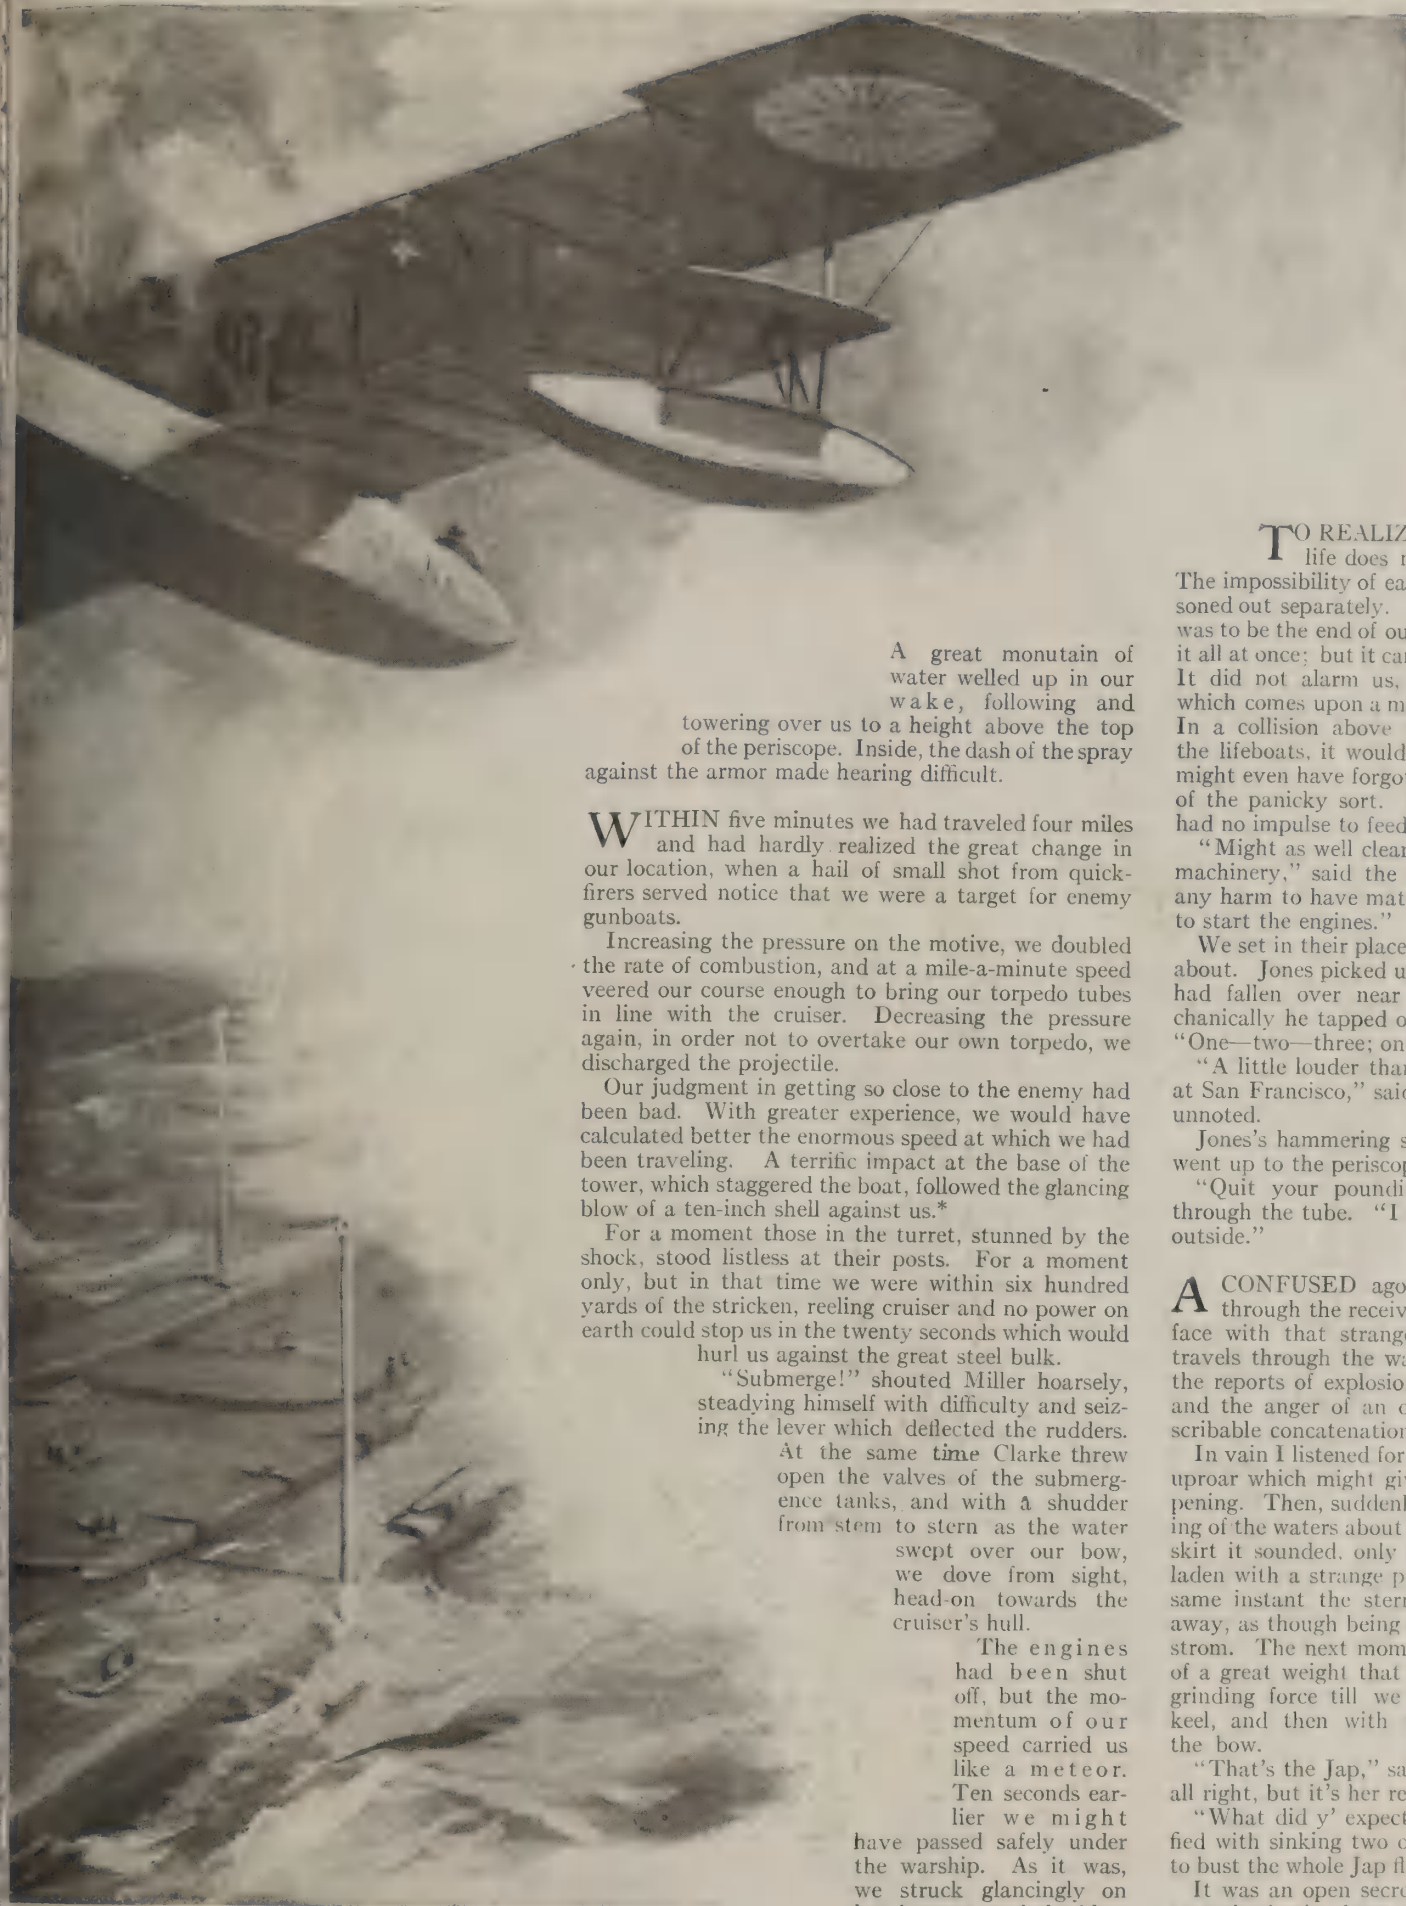 A great monutain of
water welled up in our
wake, following and
towering over us to a height above the top
of the periscope. Inside, the dash of the spray
against the armor made hearing difficult.
WITHIN five minutes we had traveled four miles
and had hardly realized the great change in
our location, when a hail of small shot from quick-
firers served notice that we were a target for enemy
gunboats.
Increasing the pressure on the motive, we doubled
the rate of combustion, and at a mile-a-minute speed
veered our course enough to bring our torpedo tubes
in line with the cruiser. Decreasing the pressure
again, in order not to overtake our own torpedo, we
discharged the projectile.
Our judgment in getting so close to the enemy had
been bad. With greater experience, we would have
calculated better the enormous speed at which we had
been traveling. A terrific impact at the base of the
tower, which staggered the boat, followed the glancing
blow of a ten-inch shell against us.*
For a moment those in the turret, stunned by the
shock, stood listless at their posts. For a moment
only, but in that time we were within six hundred
yards of the stricken, reeling cruiser and no power on
earth could stop us in the twenty seconds which would
hurl us against the great steel bulk.
"Submerge!" shouted Miller hoarsely,
steadying himself with difficulty and seiz-
ing the lever which deflected the rudders.
At the same time Clarke threw
open the valves of the submerg-
ence tanks, and with a shudder
from stem to stern as the water
swept over our bow,
we dove from sight,
head-on towards the
cruiser's hull.
The engines
had been shut
off, but the mo-
mentum of our
speed carried us
like a meteor.
Ten seconds ear-
lier we might
have passed safely under
the warship. As it was,
we struck glancingly on
TO REALIZ
life does
The impossibility of ea
soned out separately.
was to be the end of ou
it all at once; but it ca
It did not alarm us,
which comes upon a m
In a collision above
the lifeboats, it would
might even have forgo
of the panicky sort.
had no impulse to feed
"Might as well clear
machinery," said the
any harm to have mat
to start the engines."
We set in their place
about. Jones picked u
had fallen over near
chanically he tapped o
"One—two—three; on
"A little louder than
at San Francisco," said
unnoted.
Jones's hammering s
went up to the periscop
"Quit your poundi
through the tube. "I
outside."
A CONFUSED ago
through the receiv
face with that strange
travels through the wa
the reports of explosio
and the anger of an o
scribable concatenation
In vain I listened for
uproar which might giv
pening. Then, suddenl
ing of the waters about
skirt it sounded, only
laden with a strange p
same instant the stern
away, as though being
strom. The next mom
of a great weight that
grinding force till we
keel, and then with
the bow.
"That's the Jap," sa
all right, but it's her re
"What did y' expect
fied with sinking two c
to bust the whole Jap fl
It was an open secre